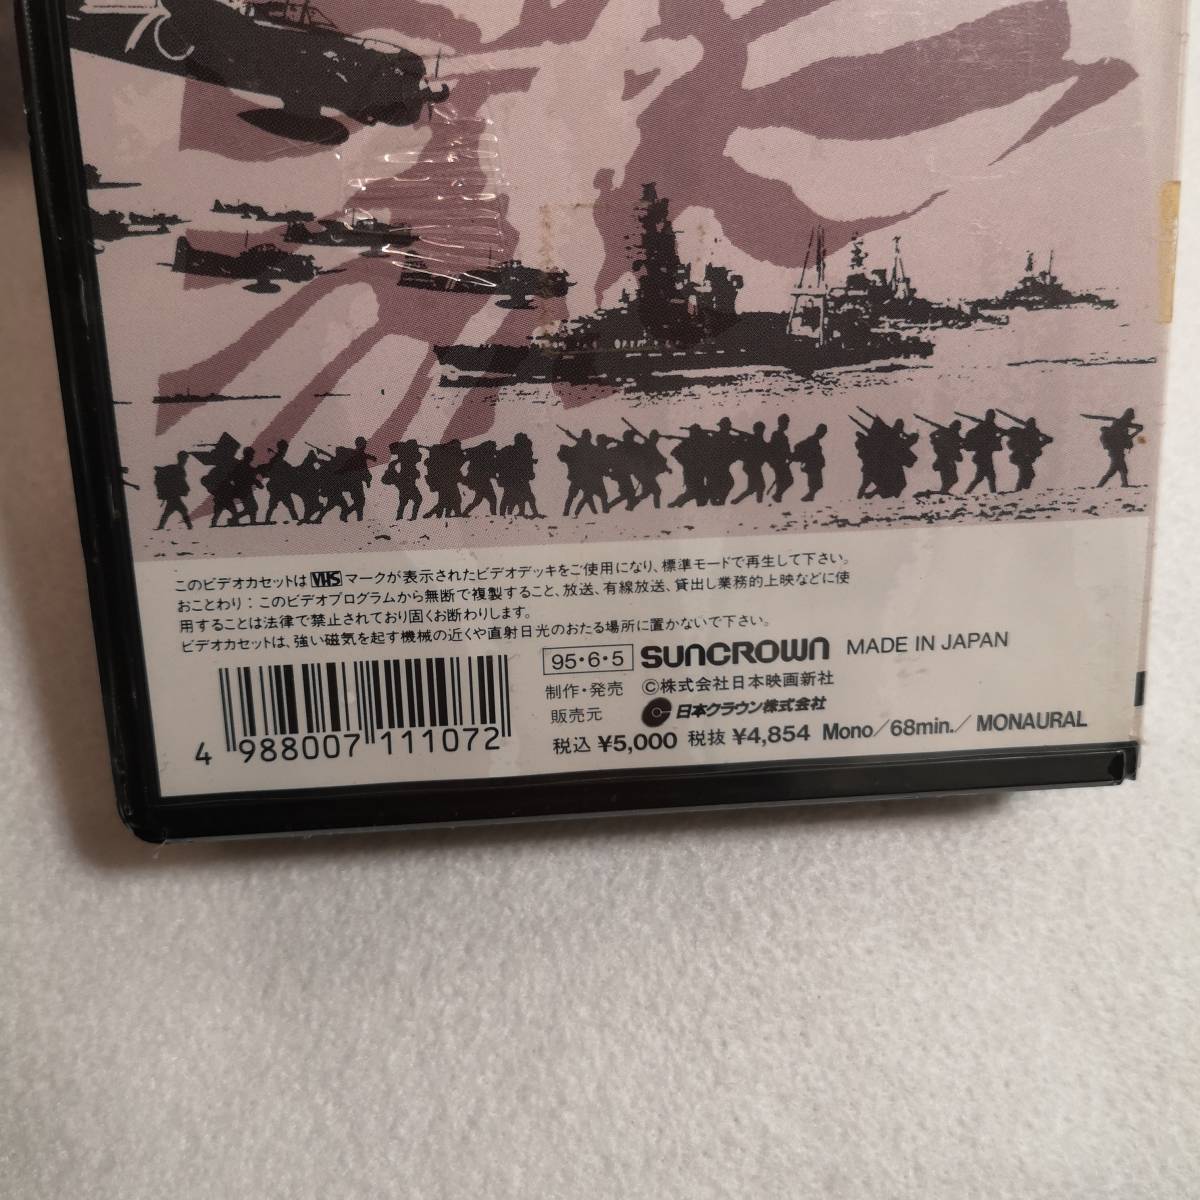 このビデオカセットは VHS マークが表示されたビデオデッキをご使用になり、標準モードで再生して下さい。
おことわり：このビデオプログラムから無断で複製すること、放送、有線放送、貸出し業務的上映などに使
用することは法律で禁止されており固くお断わりします。
ビデオカセットは、強い磁気を起す機械の近くや直射日光のおたる場所に置かないで下さい。
95・6・5 SUNCROWN MADE IN JAPAN
制作・発売 ©株式会社日本映画新社
販売元 日本クラウン株式会社
税込 ¥5,000 税抜 ¥4,854 Mono/68min./MONAURAL
4 988007 111072